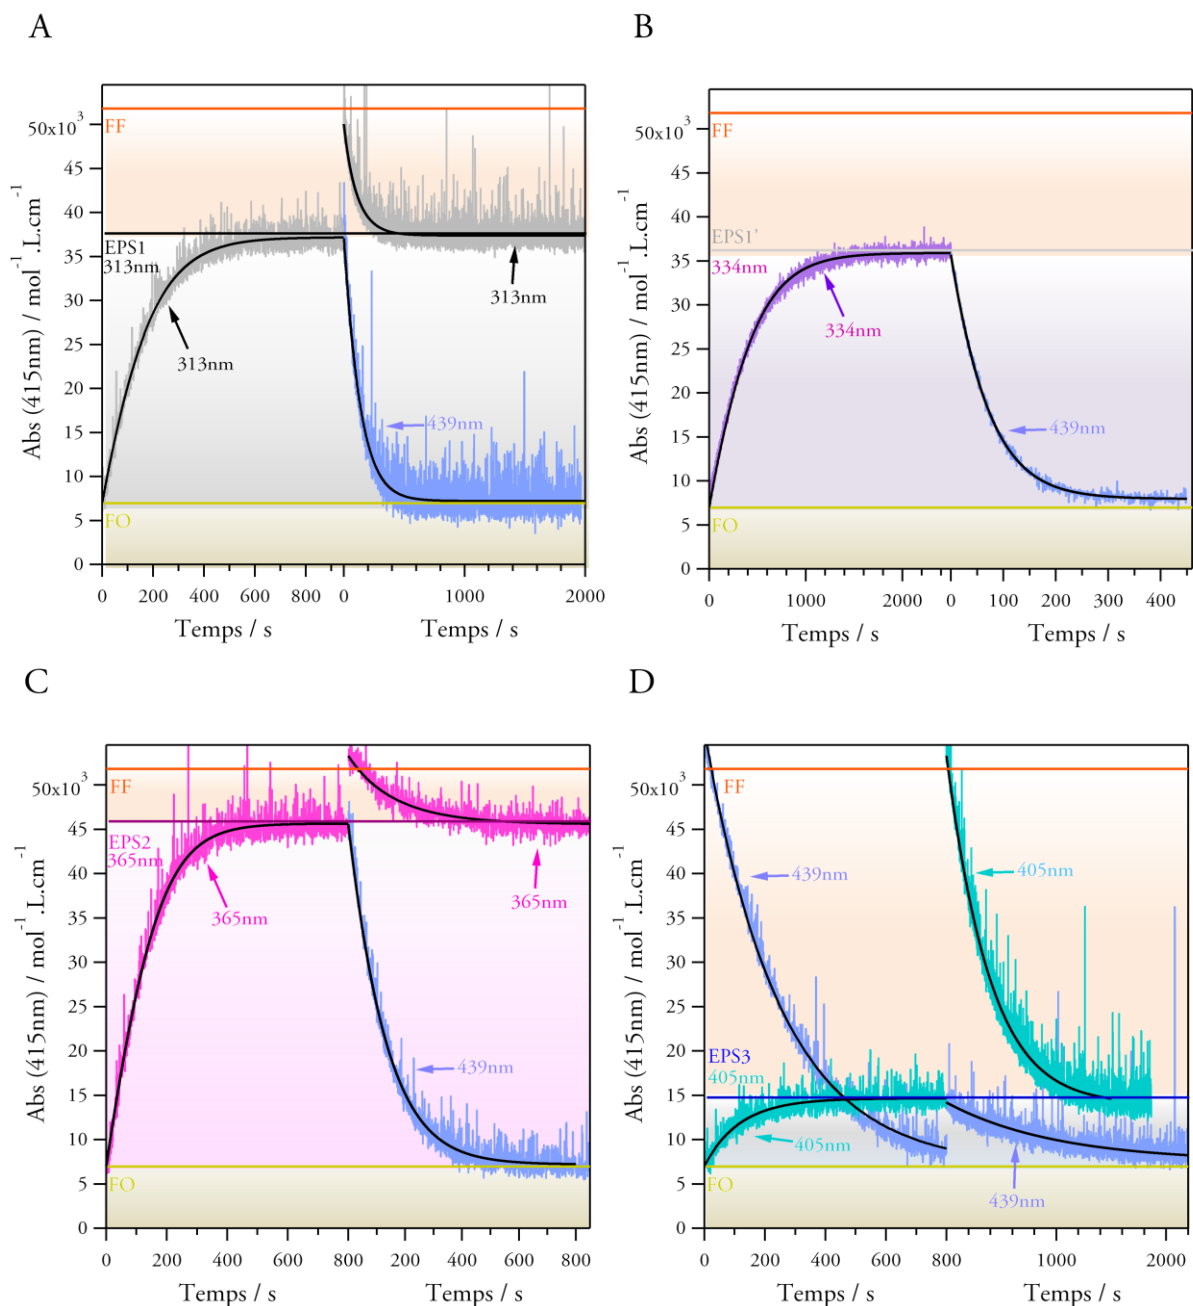 A
50x10³
45
40
35
30
25
20
15
10
5
0
Abs (415nm) / mol⁻¹.L.cm⁻¹
FF
EPS1
313nm
313nm
313nm
439nm
FO
0 200 400 600 800 0 1000 2000
Temps / s Temps / s
B
50x10³
45
40
35
30
25
20
15
10
5
0
Abs (415nm) / mol⁻¹.L.cm⁻¹
FF
EPS1'
334nm
334nm
439nm
FO
0 1000 2000 0 100 200 300 400
Temps / s Temps / s
C
50x10³
45
40
35
30
25
20
15
10
5
0
Abs (415nm) / mol⁻¹.L.cm⁻¹
FF
EPS2
365nm
365nm
365nm
439nm
FO
0 200 400 600 800 200 400 600 800
Temps / s Temps / s
D
50x10³
45
40
35
30
25
20
15
10
5
0
Abs (415nm) / mol⁻¹.L.cm⁻¹
FF
439nm
405nm
EPS3
405nm
405nm
439nm
FO
0 200 400 600 800 1000 2000
Temps / s Temps / s